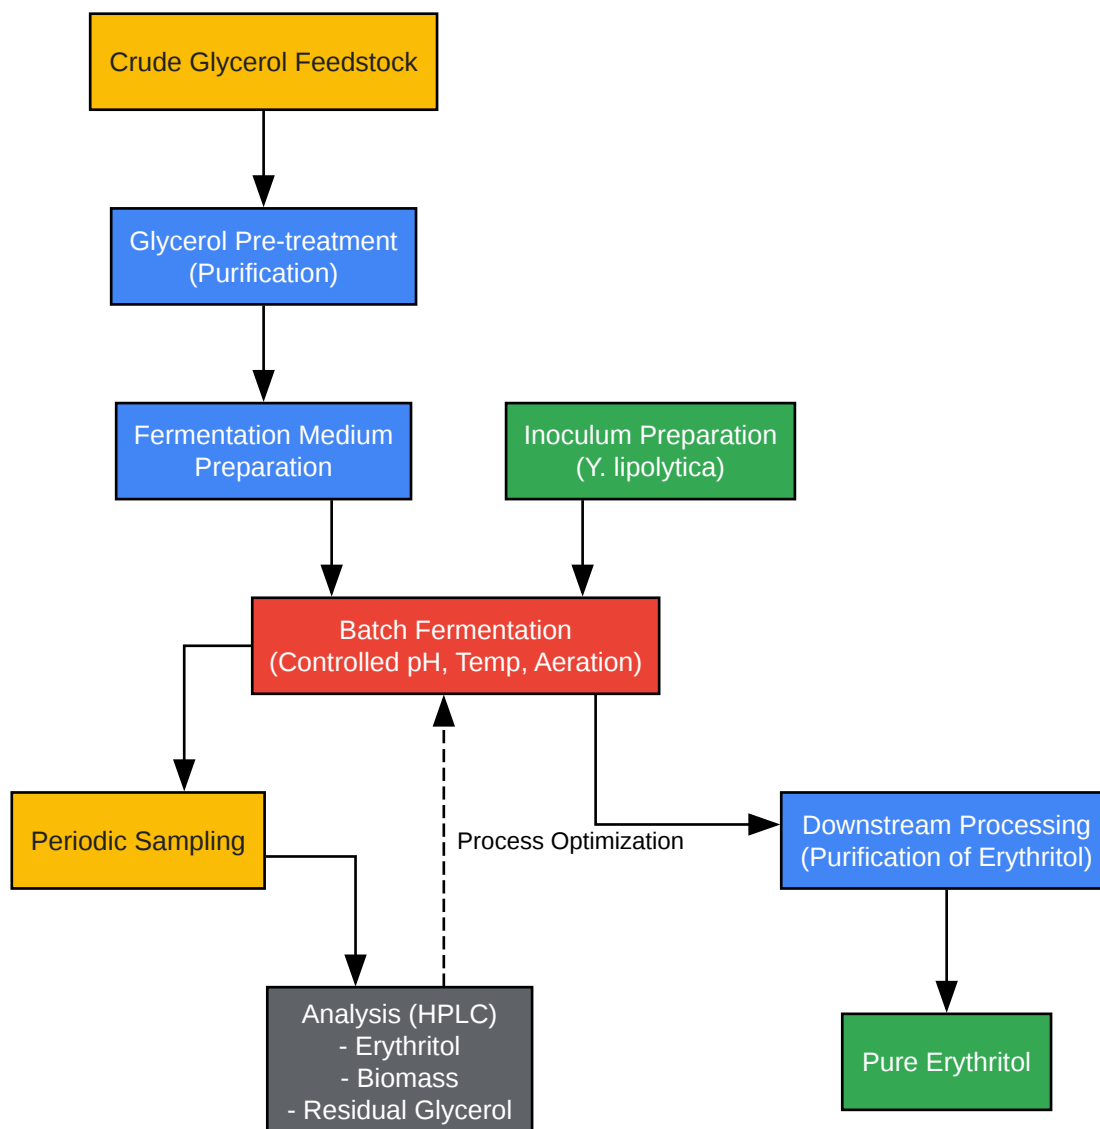 Crude Glycerol Feedstock
Glycerol Pre-treatment
(Purification)
Fermentation Medium
Preparation
Inoculum Preparation
(Y. lipolytica)
Batch Fermentation
(Controlled pH, Temp, Aeration)
Periodic Sampling
Process Optimization
Downstream Processing
(Purification of Erythritol)
Analysis (HPLC)
- Erythritol
- Biomass
- Residual Glycerol
Pure Erythritol